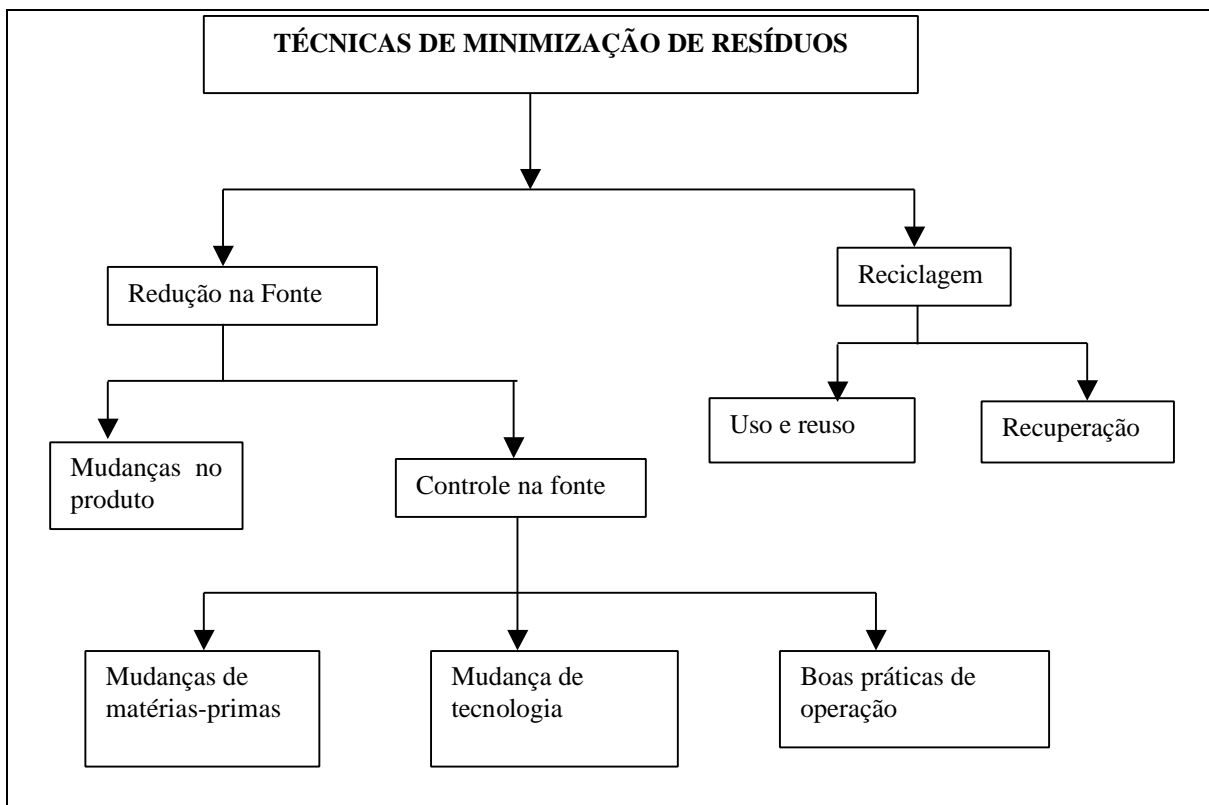 TÉCNICAS DE MINIMIZAÇÃO DE RESÍDUOS
Redução na Fonte
Reciclagem
Uso e reuso
Recuperação
Mudanças no
produto
Controle na fonte
Mudanças de
matérias-primas
Mudança de
tecnologia
Boas práticas de
operação